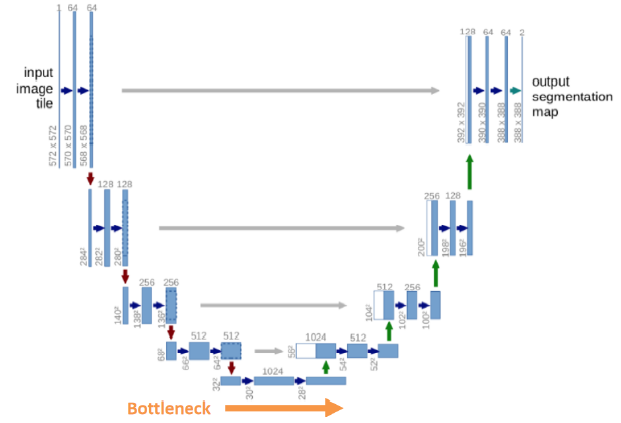 1 64 64
128 64 64 2
input
image
tile
output
segmentation
map
572 x 572
570 x 570
568 x 568
392 x 392
390 x 390
388 x 388
388 x 388
128 128
256 128
284²
282²
280²
200²
198²
196²
256 256
512 256
140²
138²
136²
104²
102²
100²
512 512
1024 512
68²
66²
64²
56²
54²
52²
1024
32²
30²
28²
Bottleneck